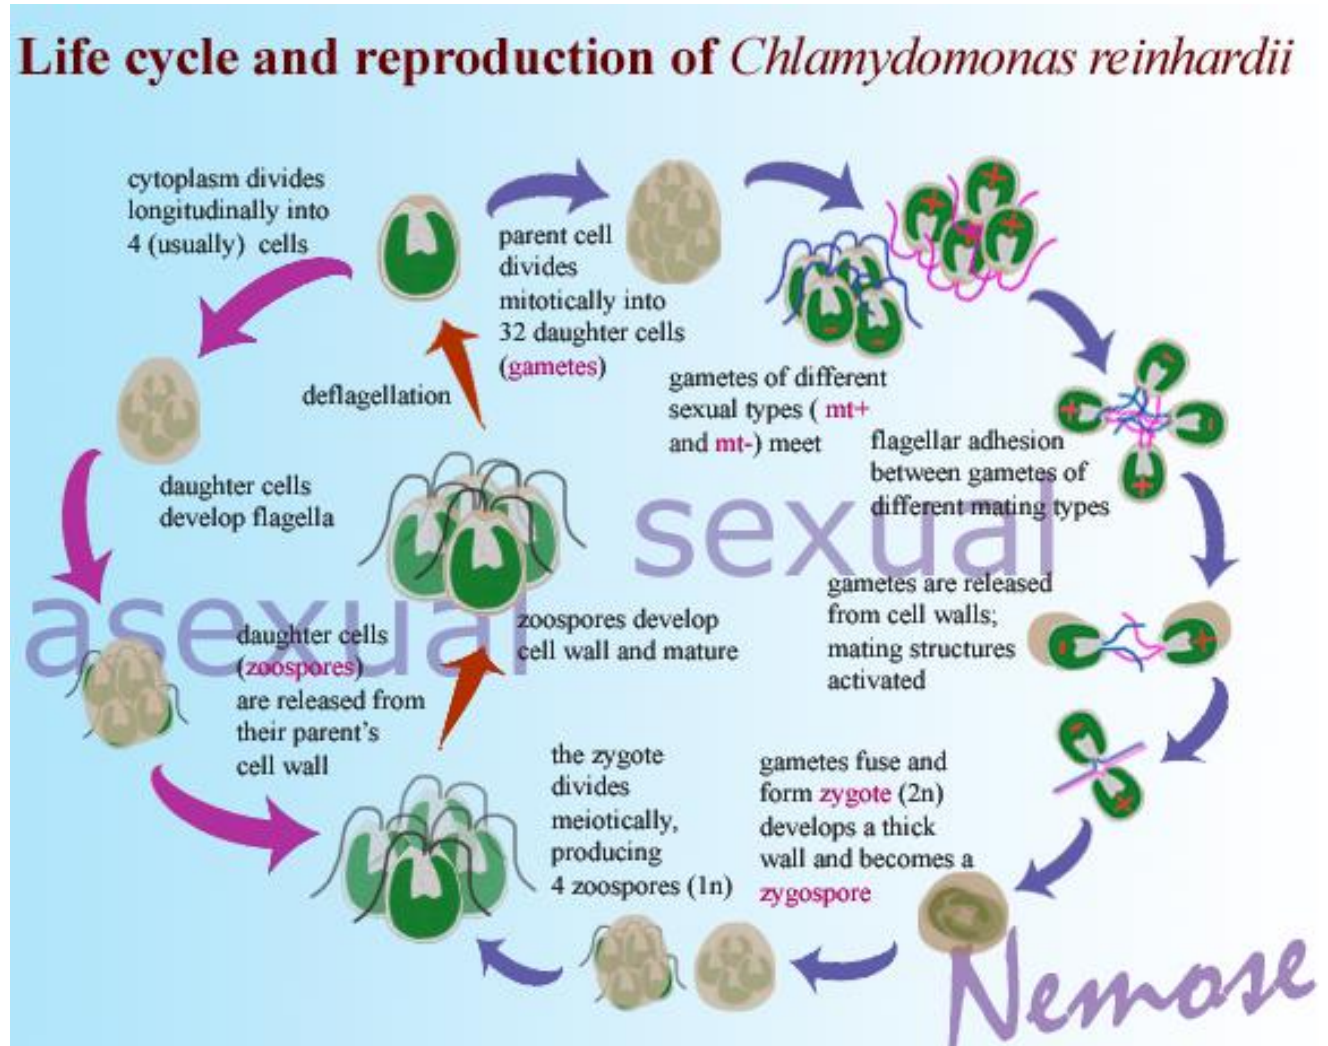 Life cycle and reproduction of Chlamydomonas reinhardii
cytoplasm divides
longitudinally into
4 (usually) cells
parent cell
divides
mitotically into
32 daughter cells
(gametes)
deflagellation
gametes of different
sexual types ( mt+
and mt-) meet
flagellar adhesion
between gametes of
different mating types
daughter cells
develop flagella
sexual
asexual
gametes are released
from cell walls;
mating structures
activated
zoospores develop
cell wall and mature
daughter cells
(zoospores)
are released from
their parent's
cell wall
the zygote
divides
meiotically,
producing
4 zoospores (1n)
gametes fuse and
form zygote (2n)
develops a thick
wall and becomes a
zygospore
+
+
+
+
-
-
-
+
-
+
-
+
-
+
Nemose